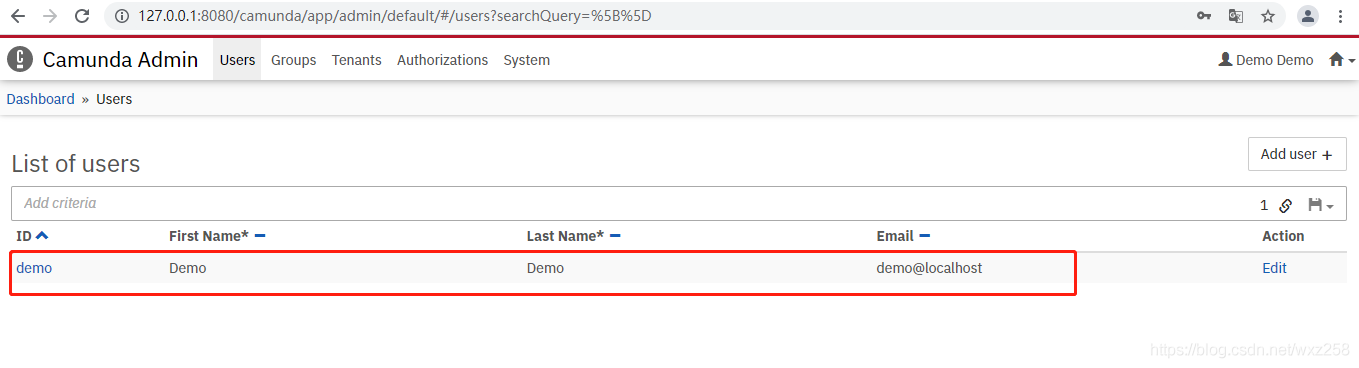 127.0.0.1:8080/camunda/app/admin/default/#/users?searchQuery=%5B%5D
C Camunda Admin Users Groups Tenants Authorizations System Demo Demo
Dashboard » Users
List of users Add user +
Add criteria 1
ID First Name* Last Name* Email Action
demo Demo Demo demo@localhost Edit
https://blog.csdn.net/wxz258